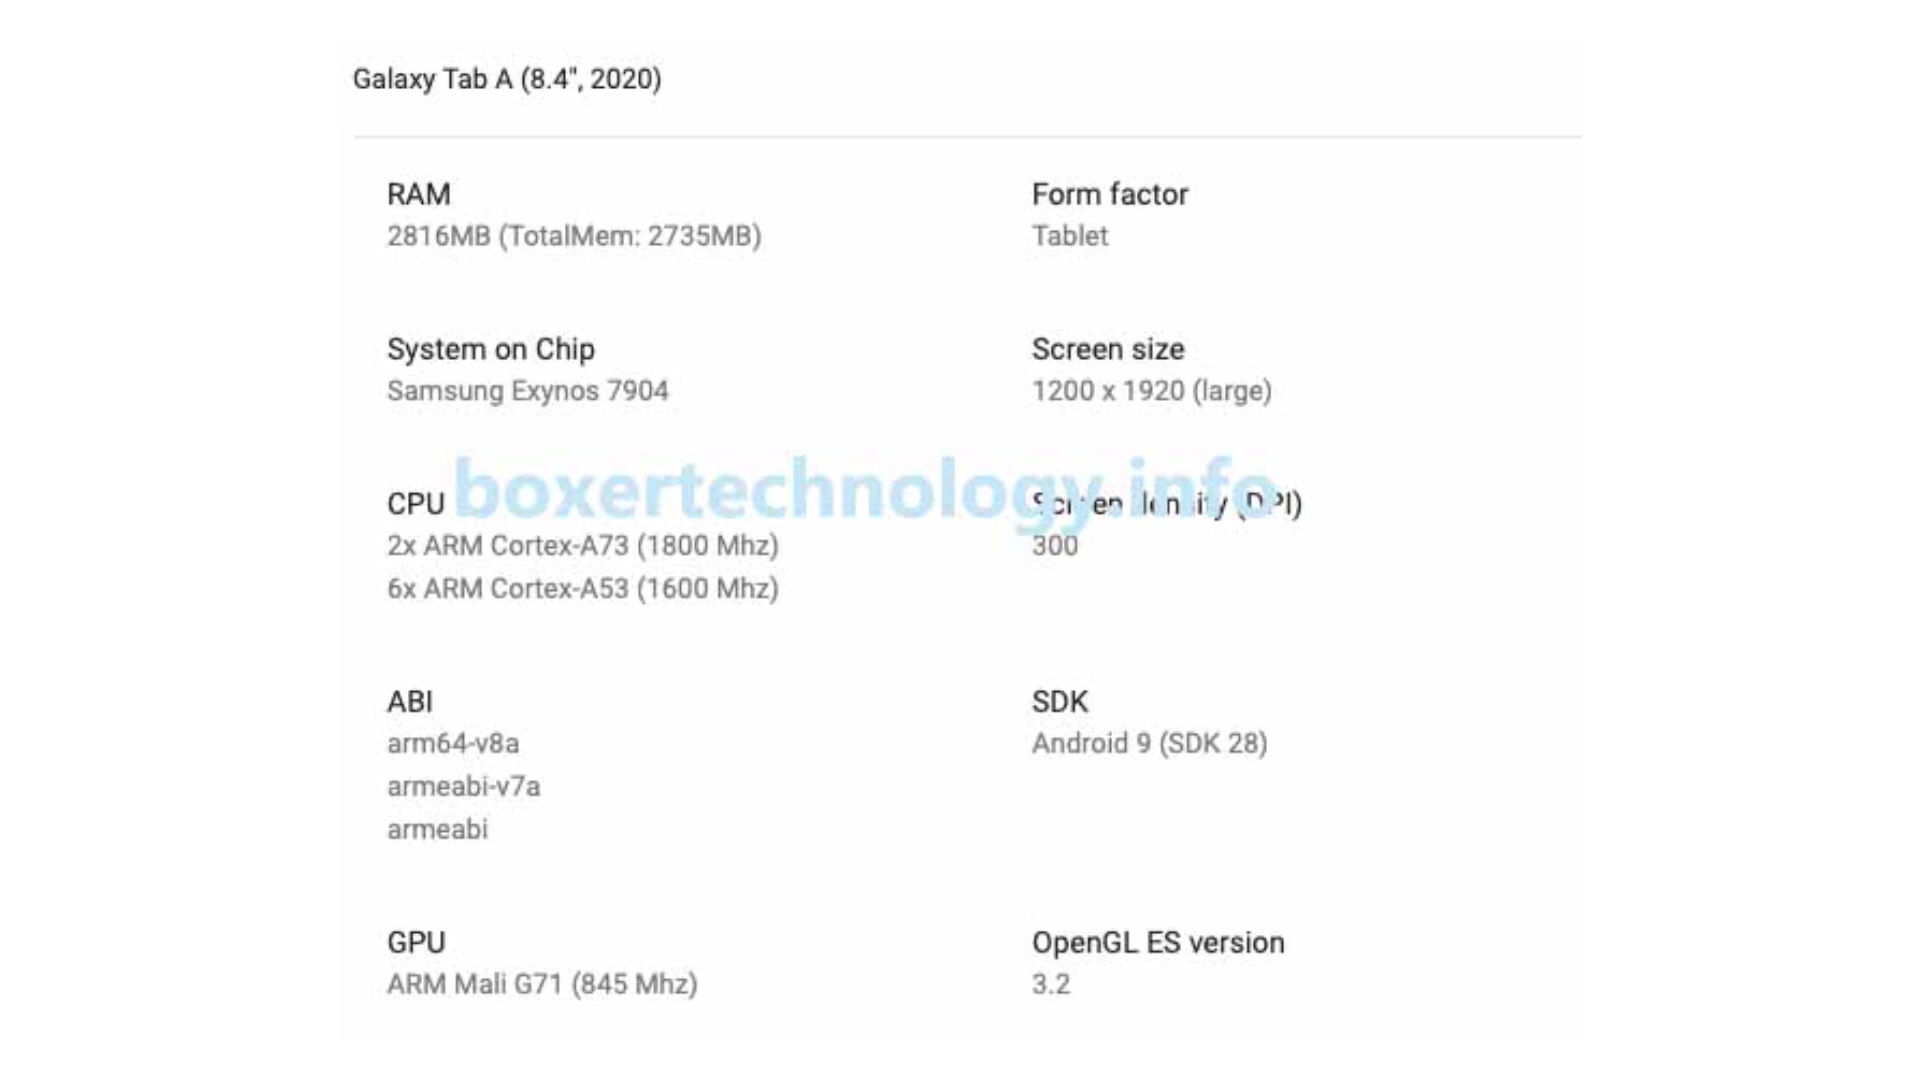 Galaxy Tab A (8.4", 2020)
RAM
2816MB (TotalMem: 2735MB)
Form factor
Tablet
System on Chip
Samsung Exynos 7904
Screen size
1200 x 1920 (large)
boxertechnology.info
CPU
2x ARM Cortex-A73 (1800 Mhz)
6x ARM Cortex-A53 (1600 Mhz)
Screen density (DPI)
300
ABI
arm64-v8a
armeabi-v7a
armeabi
SDK
Android 9 (SDK 28)
GPU
ARM Mali G71 (845 Mhz)
OpenGL ES version
3.2